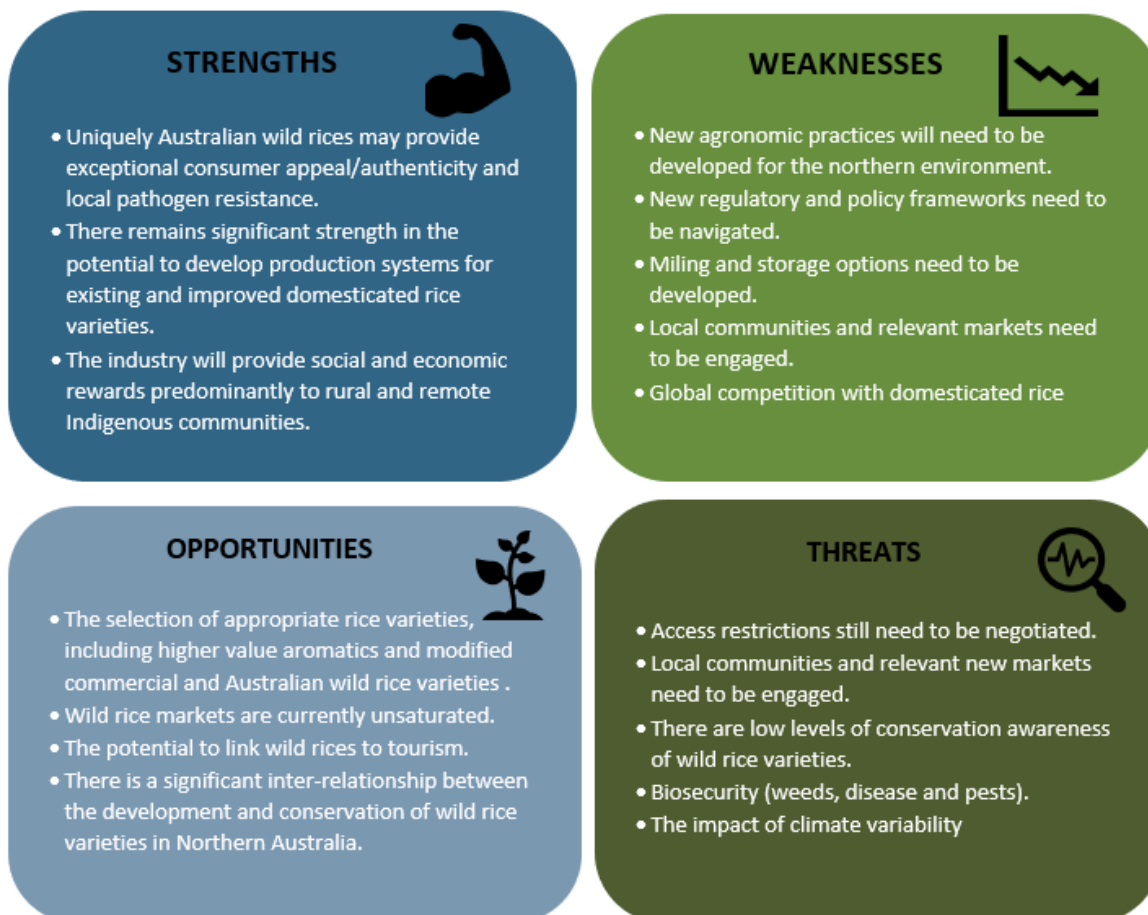 STRENGTHS
• Uniquely Australian wild rices may provide
exceptional consumer appeal/authenticity and
local pathogen resistance.
• There remains significant strength in the
potential to develop production systems for
existing and improved domesticated rice
varieties.
• The industry will provide social and economic
rewards predominantly to rural and remote
Indigenous communities.
WEAKNESSES
• New agronomic practices will need to be
developed for the northern environment.
• New regulatory and policy frameworks need to
be navigated.
• Miling and storage options need to be
developed.
• Local communities and relevant markets need
to be engaged.
• Global competition with domesticated rice
OPPORTUNITIES
• The selection of appropriate rice varieties,
including higher value aromatics and modified
commercial and Australian wild rice varieties .
• Wild rice markets are currently unsaturated.
• The potential to link wild rices to tourism.
• There is a significant inter-relationship between
the development and conservation of wild rice
varieties in Northern Australia.
THREATS
• Access restrictions still need to be negotiated.
• Local communities and relevant new markets
need to be engaged.
• There are low levels of conservation awareness
of wild rice varieties.
• Biosecurity (weeds, disease and pests).
• The impact of climate variability